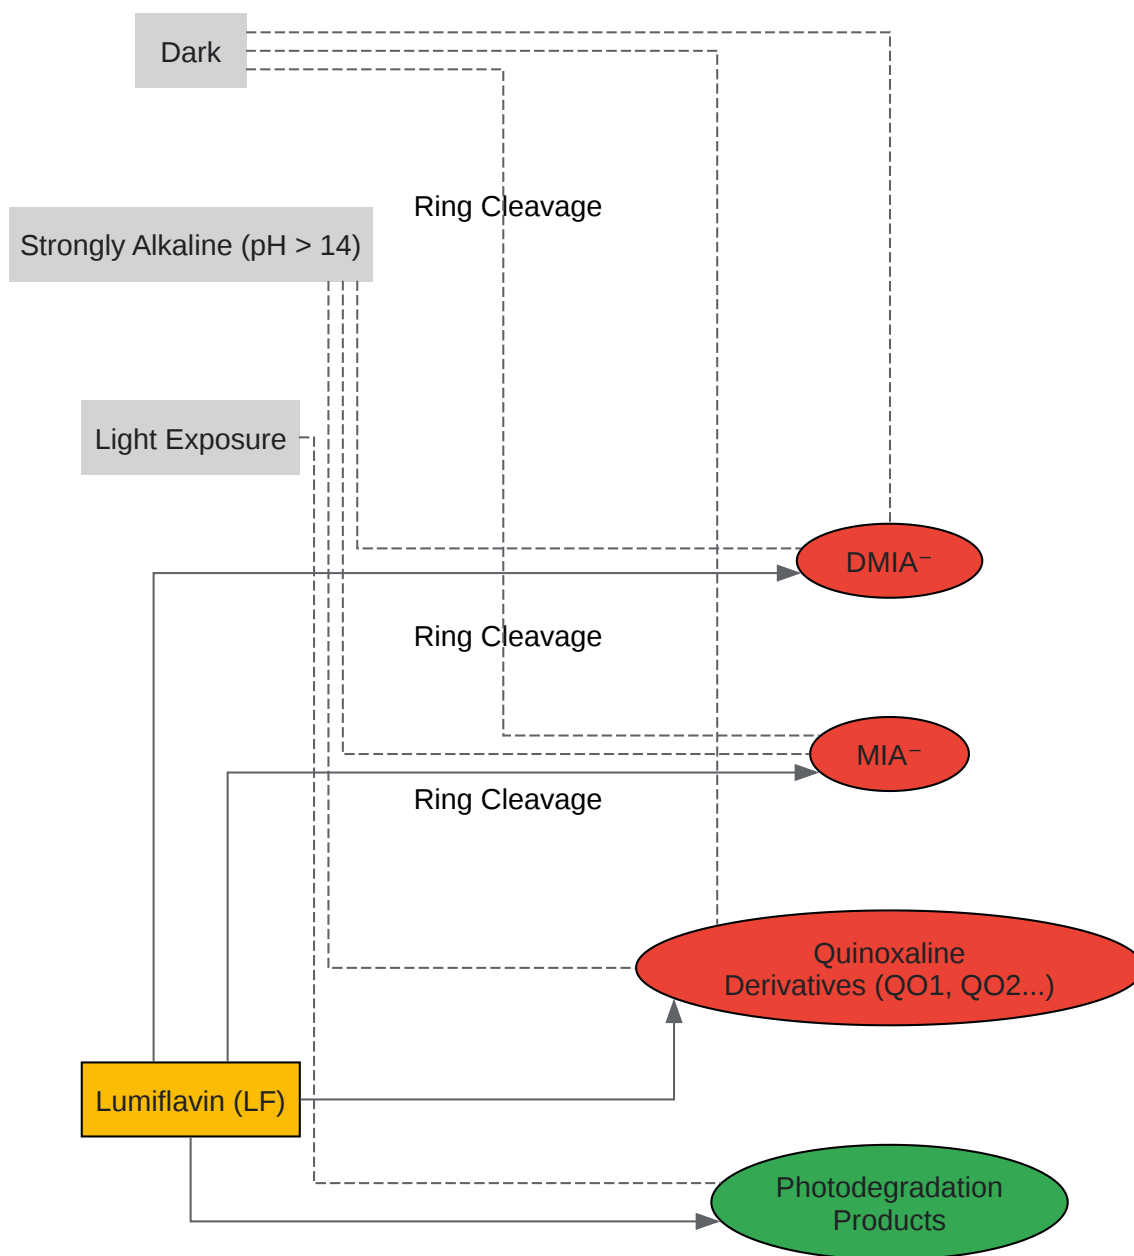 Dark
Ring Cleavage
Strongly Alkaline (pH > 14)
Light Exposure
DMIA⁻
Ring Cleavage
MIA⁻
Ring Cleavage
Quinoxaline
Derivatives (QO1, QO2...)
Lumiflavin (LF)
Photodegradation
Products